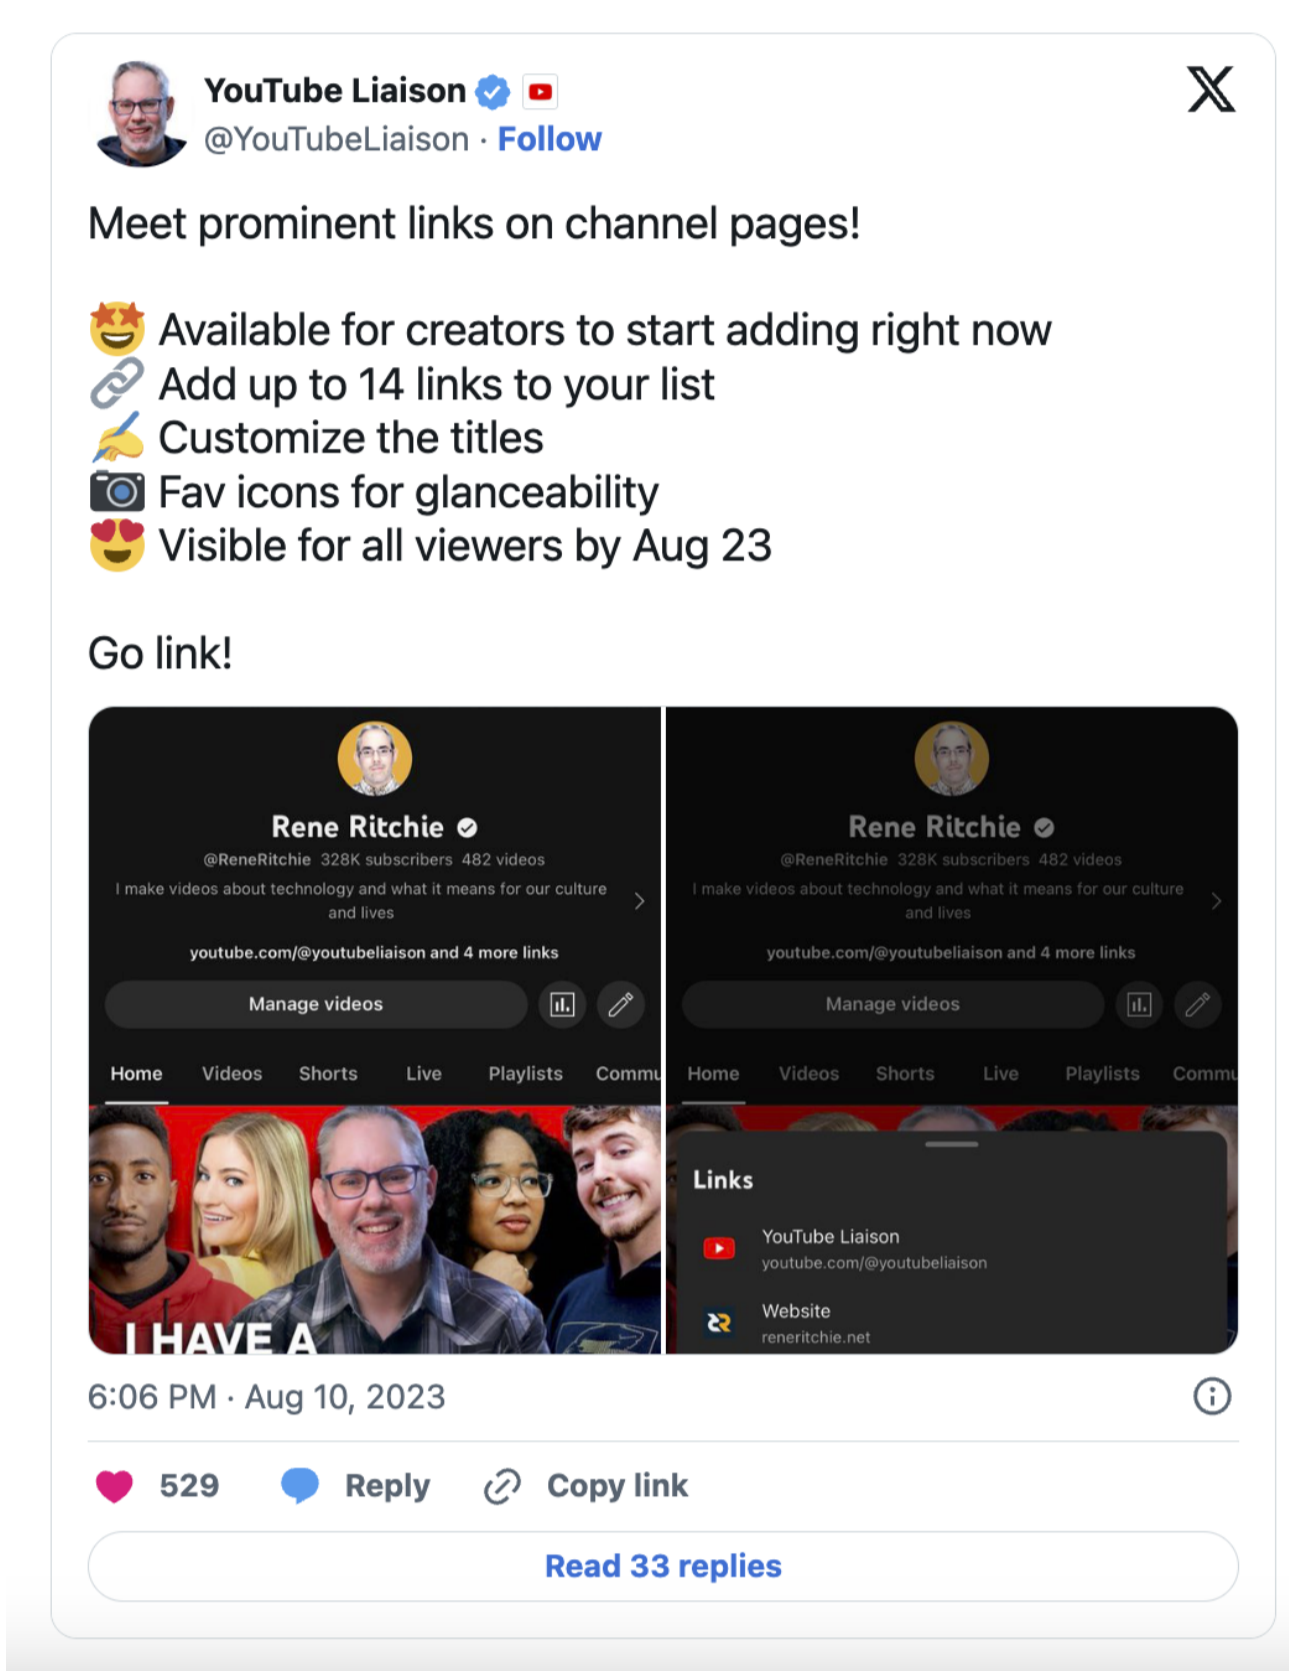 YouTube Liaison
@YouTubeLiaison · Follow
Meet prominent links on channel pages!
🤩 Available for creators to start adding right now
🔗 Add up to 14 links to your list
✍️ Customize the titles
📷 Fav icons for glanceability
😍 Visible for all viewers by Aug 23
Go link!
Rene Ritchie
@ReneRitchie 328K subscribers 482 videos
I make videos about technology and what it means for our culture
and lives
youtube.com/@youtubeliaison and 4 more links
Manage videos
Home Videos Shorts Live Playlists Commu
I HAVE A
Rene Ritchie
@ReneRitchie 328K subscribers 482 videos
I make videos about technology and what it means for our culture
and lives
youtube.com/@youtubeliaison and 4 more links
Manage videos
Home Videos Shorts Live Playlists Commu
Links
YouTube Liaison
youtube.com/@youtubeliaison
Website
reneritchie.net
6:06 PM · Aug 10, 2023
529 Reply Copy link
Read 33 replies